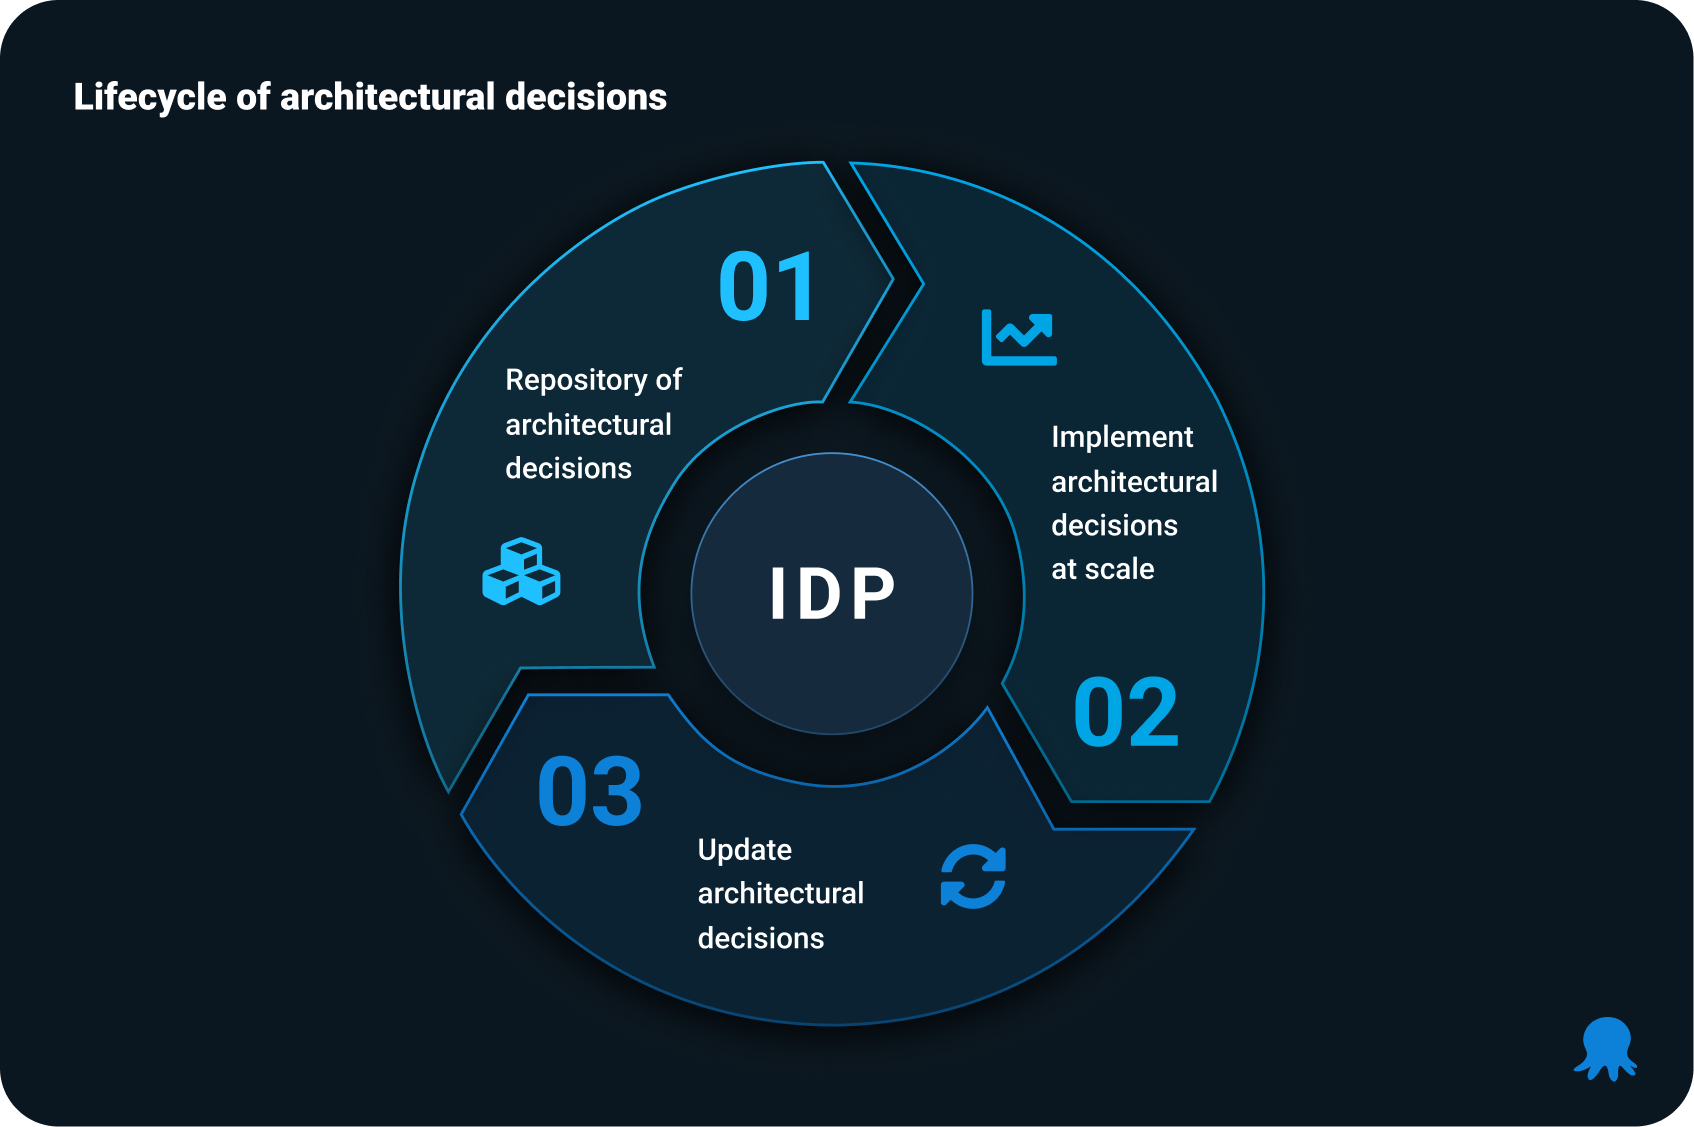 Lifecycle of architectural decisions
01
Repository of
architectural
decisions
Implement
architectural
decisions
at scale
02
03
Update
architectural
decisions
IDP